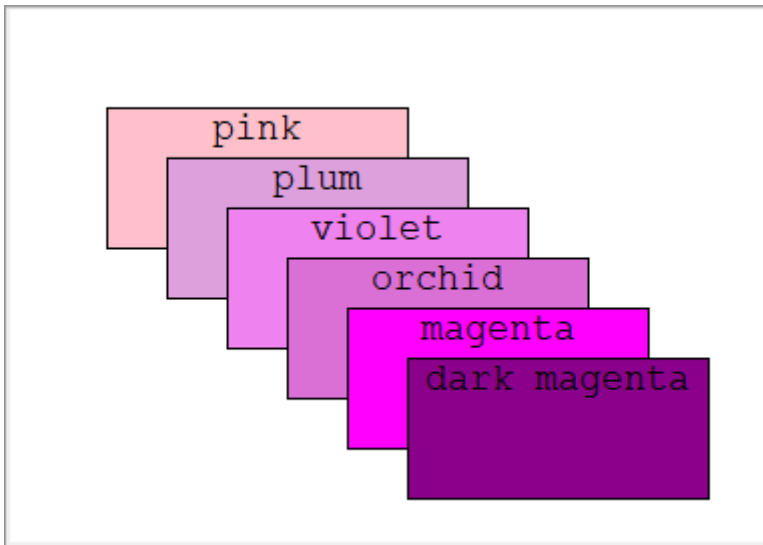 pink
plum
violet
orchid
magenta
dark magenta